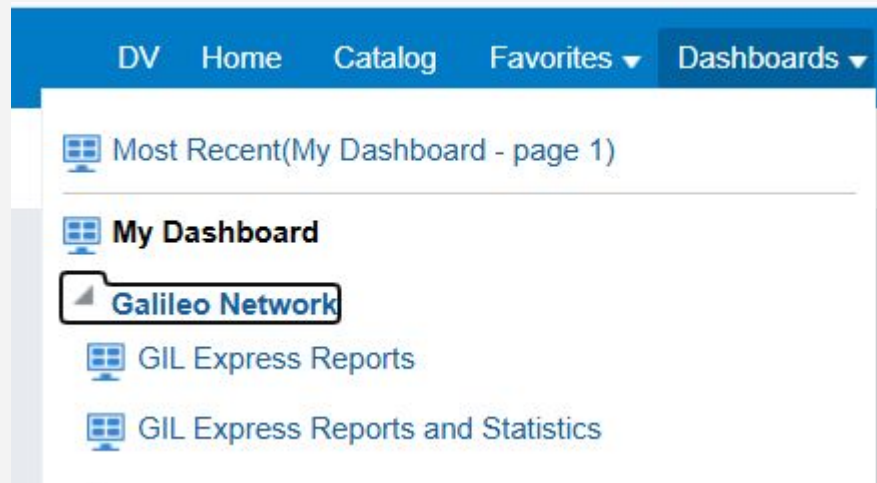 DV Home Catalog Favorites Dashboards
Most Recent(My Dashboard - page 1)
My Dashboard
Galileo Network
GIL Express Reports
GIL Express Reports and Statistics